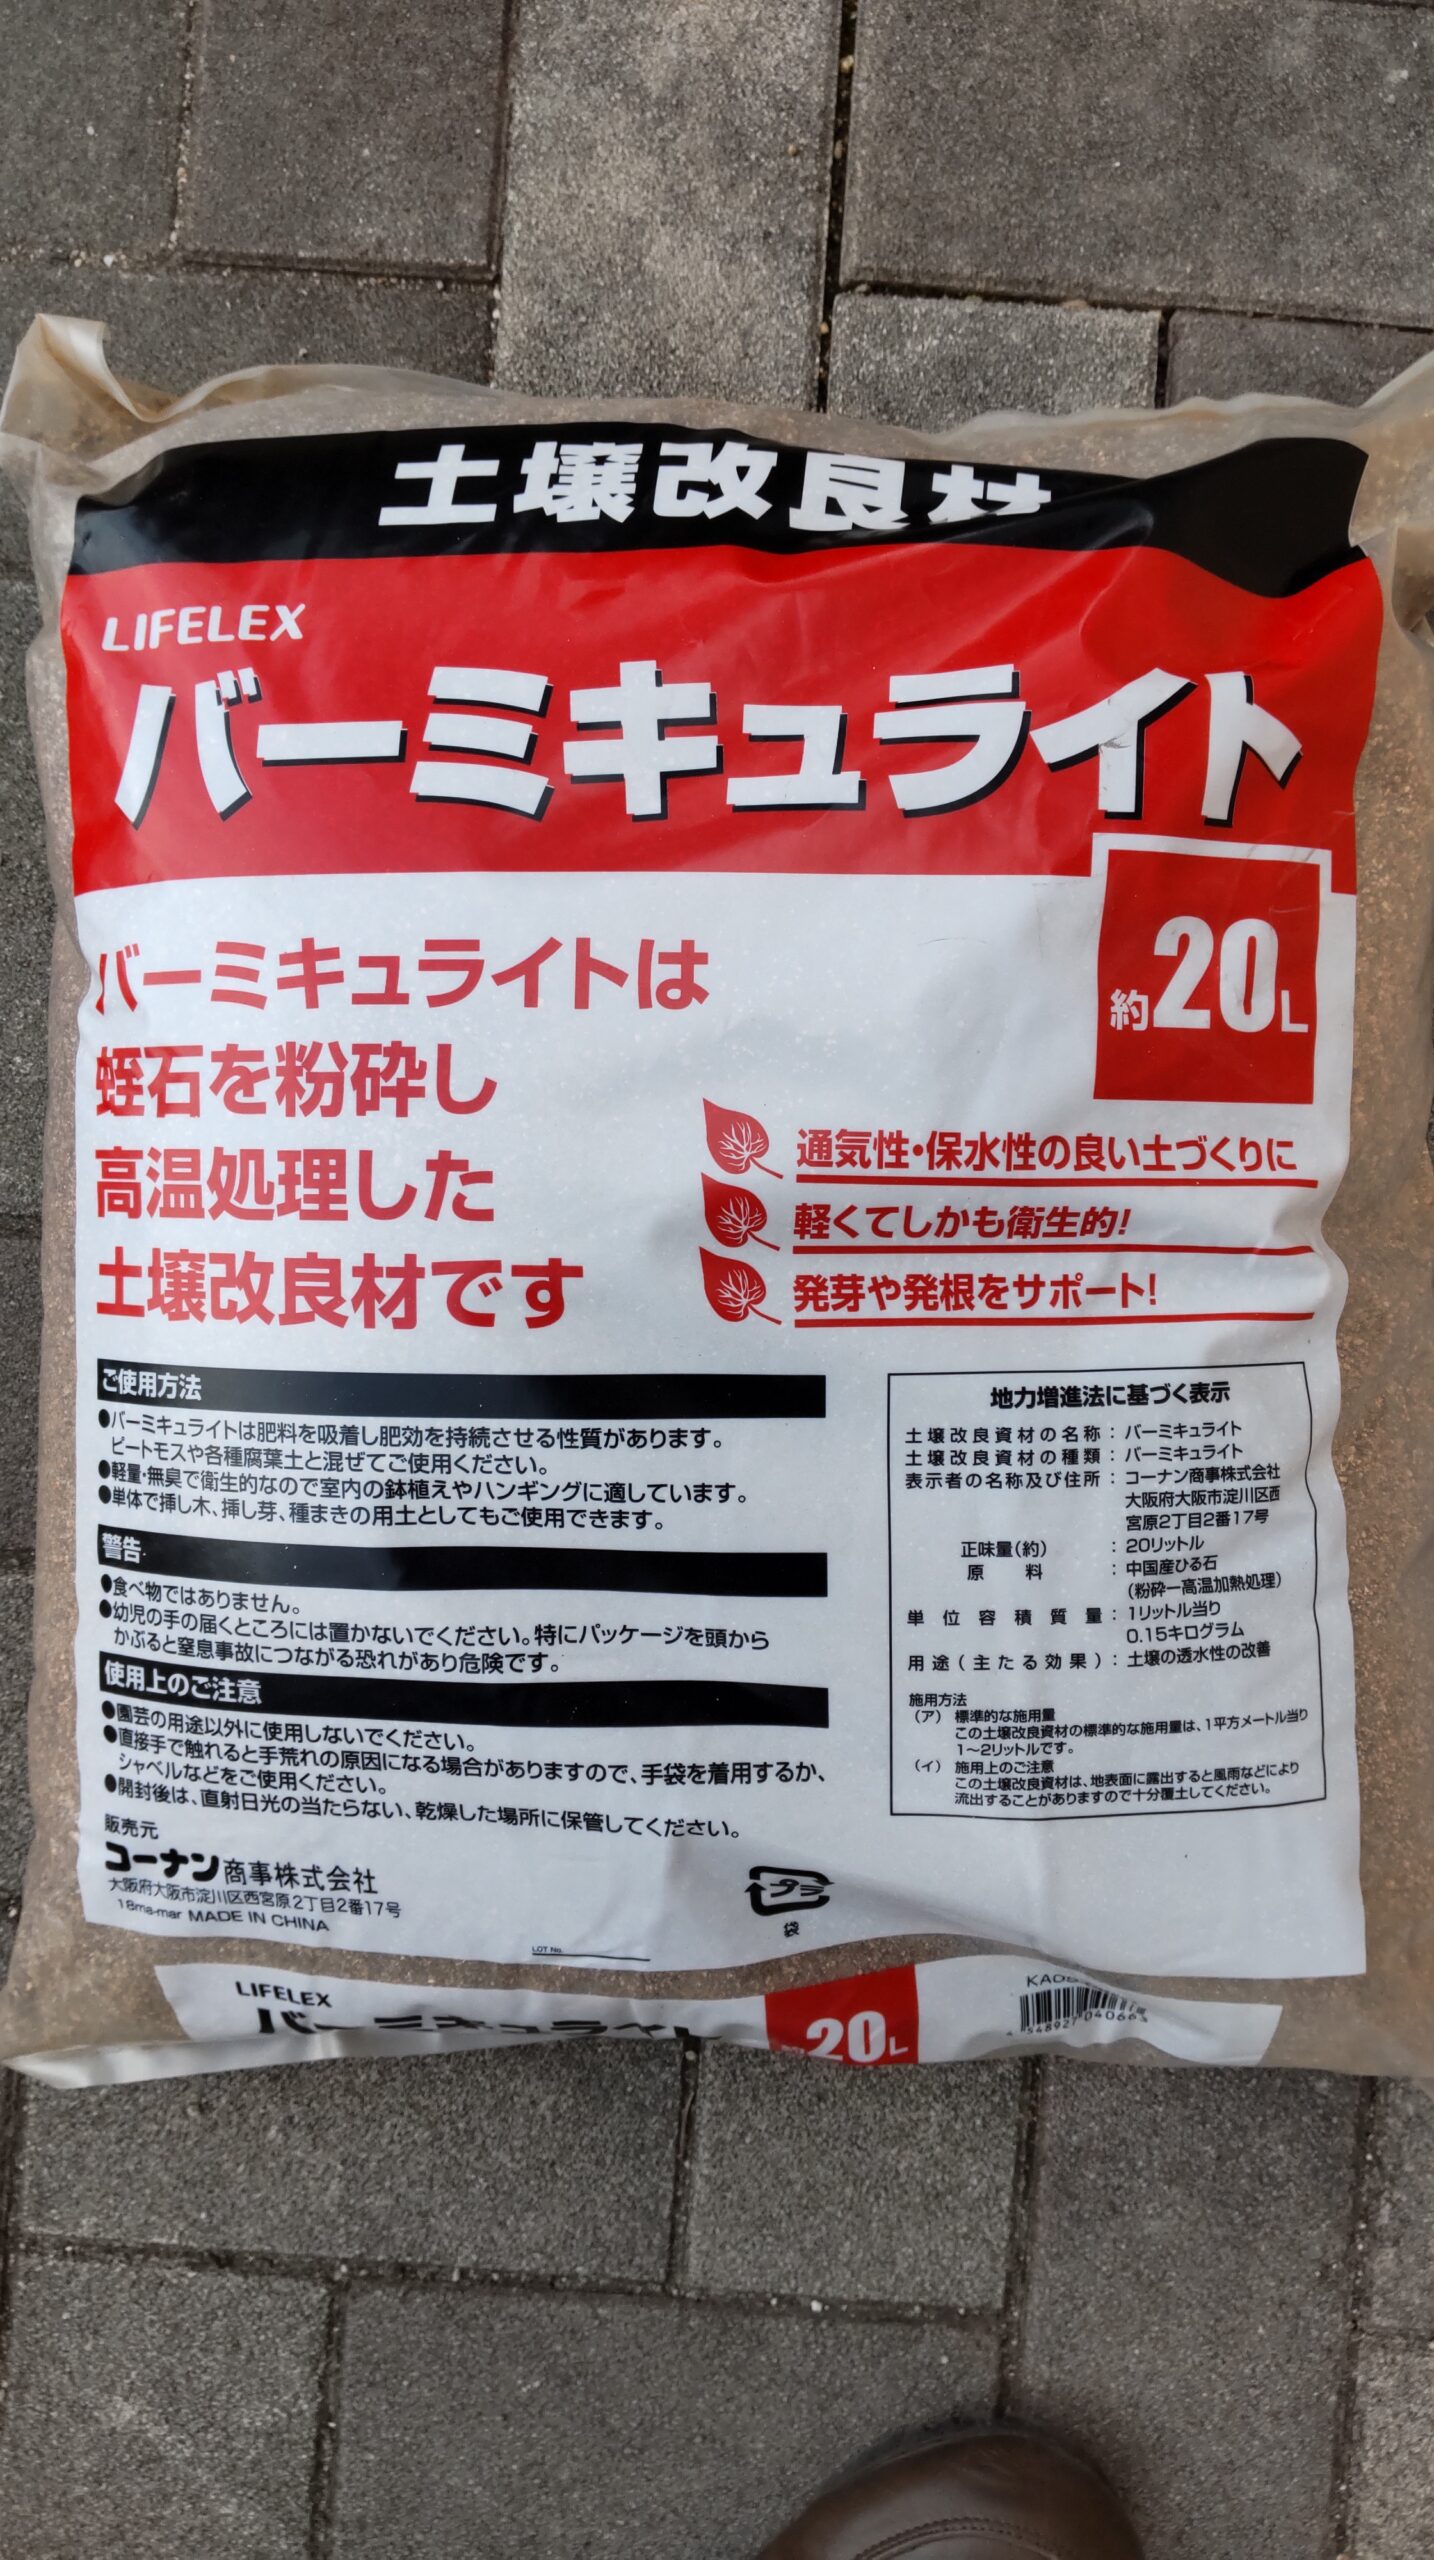 土壌改良材
LIFELEX
バーミキュライト
約20L
バーミキュライトは
蛭石を粉砕し
高温処理した
土壌改良材です
通気性・保水性の良い土づくりに
軽くてしかも衛生的!
発芽や発根をサポート!
ご使用方法
●バーミキュライトは肥料を吸着し肥効を持続させる性質があります。
ピートモスや各種腐葉土と混ぜてご使用ください。
●軽量・無臭で衛生的なので室内の鉢植えやハンギングに適しています。
●単体で挿し木、挿し芽、種まきの用土としてもご使用できます。
警告
●食べ物ではありません。
●幼児の手の届くところには置かないでください。特にパッケージを頭から
かぶると窒息事故につながる恐れがあり危険です。
使用上のご注意
●園芸の用途以外に使用しないでください。
●直接手で触れると手荒れの原因になる場合がありますので、手袋を着用するか、
シャベルなどをご使用ください。
●開封後は、直射日光の当たらない、乾燥した場所に保管してください。
販売元
コーナン商事株式会社
大阪府大阪市淀川区西宮原2丁目2番17号
18ma-mar MADE IN CHINA
地力増進法に基づく表示
土壌改良資材の名称：バーミキュライト
土壌改良資材の種類：バーミキュライト
表示者の名称及び住所：コーナン商事株式会社
大阪府大阪市淀川区西
宮原2丁目2番17号
正味量(約)：20リットル
原料：中国産ひる石
(粉砕ー高温加熱処理)
単位容積質量：1リットル当り
0.15キログラム
用途(主たる効果)：土壌の透水性の改善
施用方法
(ア) 標準的な施用量
この土壌改良資材の標準的な施用量は、1平方メートル当り
1〜2リットルです。
(イ) 施用上のご注意
この土壌改良資材は、地表面に露出すると風雨などにより
流出することがありますので十分覆土してください。
プラ
袋
LOT No.
LIFELEX
バーミキュライト
20L
4 548927 040663